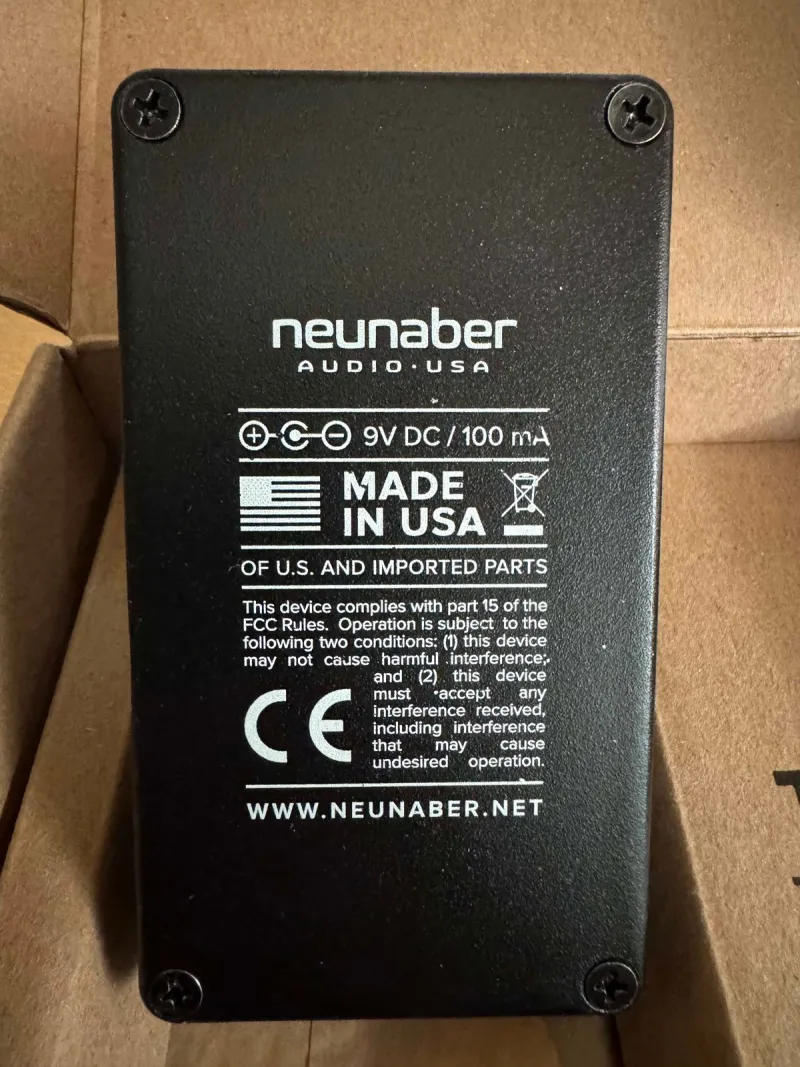 neunaber
AUDIO·USA
9V DC / 100 mA
MADE
IN USA
OF U.S. AND IMPORTED PARTS
This device complies with part 15 of the
FCC Rules. Operation is subject to the
following two conditions: (1) this device
may not cause harmful interference;
and (2) this device
must accept any
interference received,
including interference
that may cause
undesired operation.
CE
WWW.NEUNABER.NET